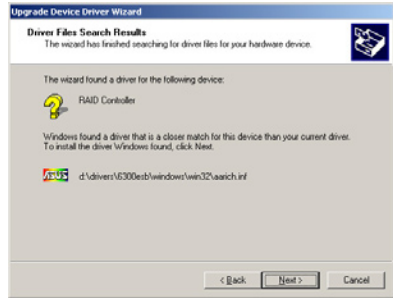 Upgrade Device Driver Wizard
Driver Files Search Results
The wizard has finished searching for driver files for your hardware device.
The wizard found a driver for the following device:
RAID Controller
Windows found a driver that is a closer match for this device than your current driver.
To install the driver Windows found, click Next.
ASUS d:\drivers\6300esb\windows\win32\aarich.inf
< Back Next > Cancel